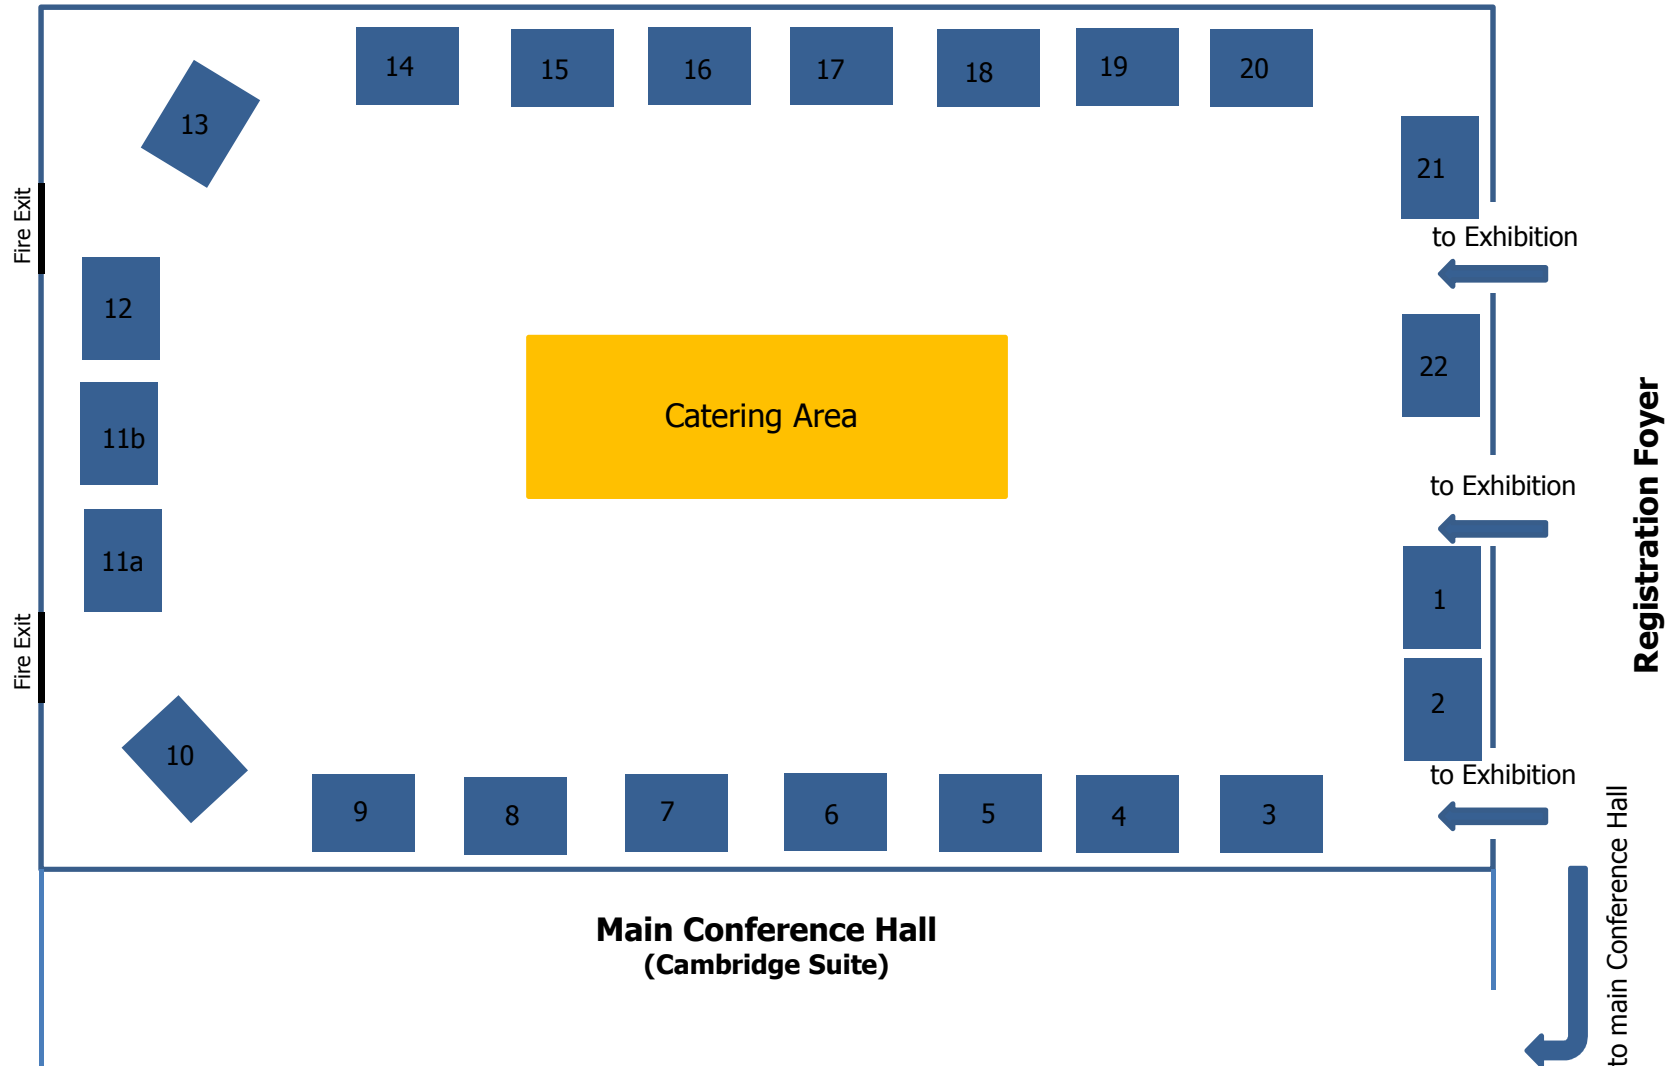 14
15
16
17
18
19
20
13
21
Fire Exit
to Exhibition
12
22
11b
Catering Area
Registration Foyer
to Exhibition
11a
1
Fire Exit
2
10
to Exhibition
9
8
7
6
5
4
3
to main Conference Hall
Main Conference Hall
(Cambridge Suite)